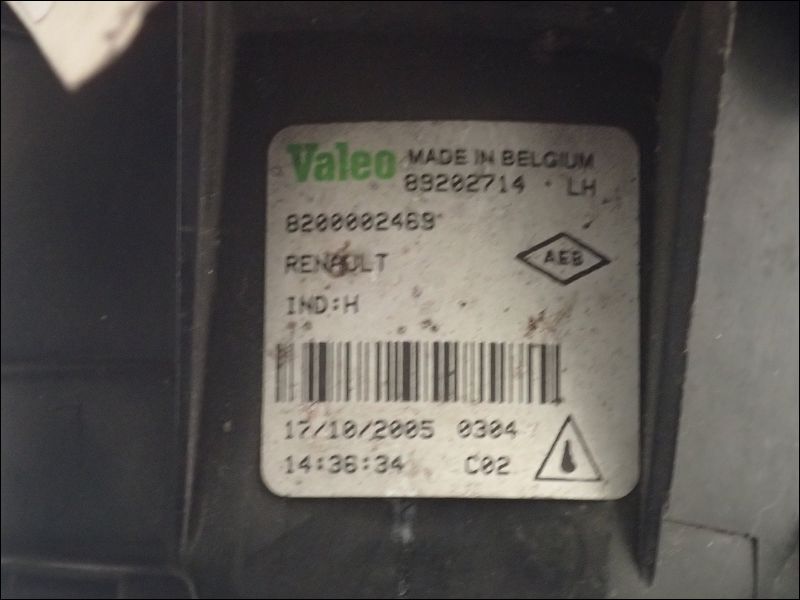 Valeo MADE IN BELGIUM
89202714 LH
8200002469
RENAULT
AEB
IND:H
17/10/2005 0304
14:36:34 C02